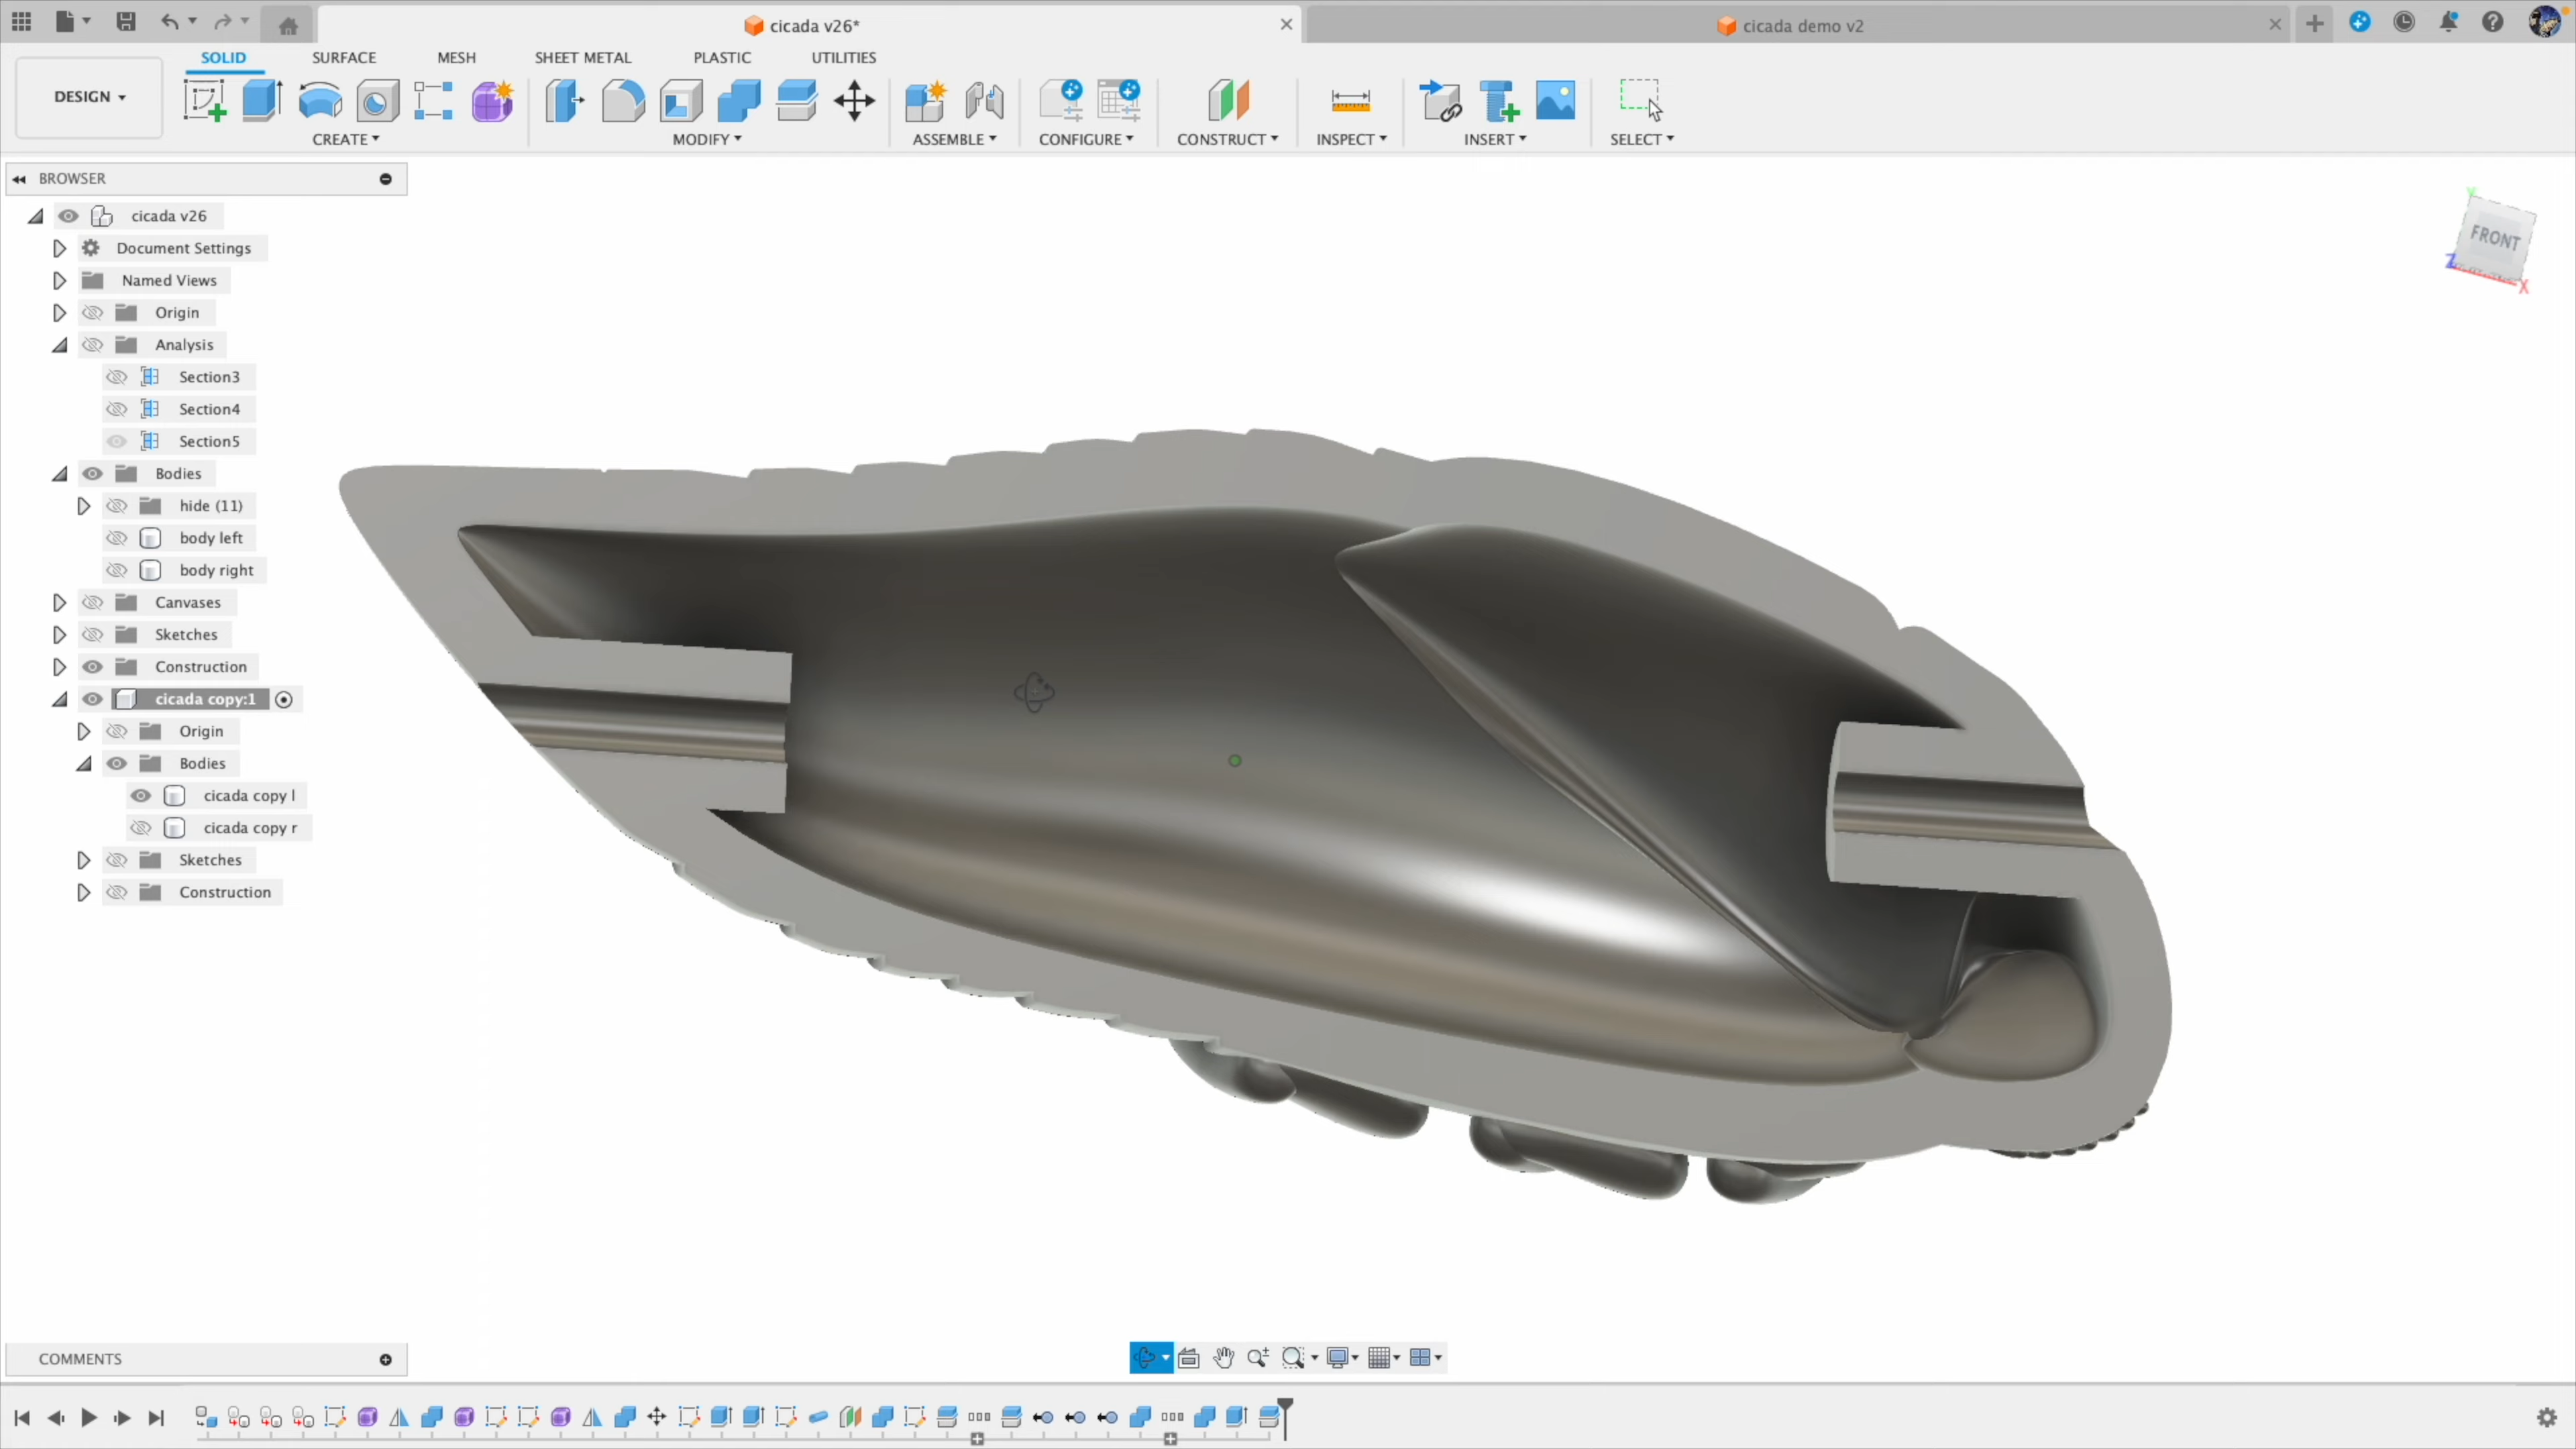 cicada v26*
cicada demo v2
SOLID
SURFACE
MESH
SHEET METAL
PLASTIC
UTILITIES
DESIGN
CREATE
MODIFY
ASSEMBLE
CONFIGURE
CONSTRUCT
INSPECT
INSERT
SELECT
BROWSER
cicada v26
Document Settings
Named Views
Origin
Analysis
Section3
Section4
Section5
Bodies
hide (11)
body left
body right
Canvases
Sketches
Construction
cicada copy:1
Origin
Bodies
cicada copy l
cicada copy r
Sketches
Construction
Y
FRONT
Z
X
COMMENTS